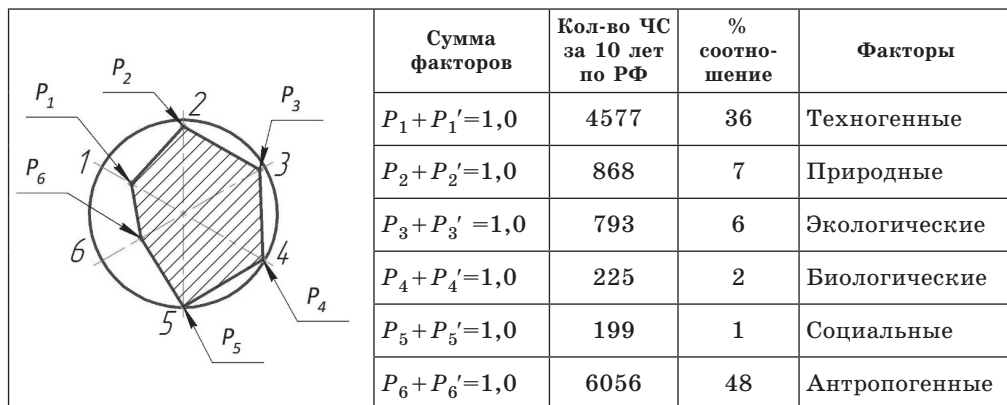 P₁
P₂
P₃
P₄
P₅
P₆
1
2
3
4
5
6
Сумма
факторов
Кол-во ЧС
за 10 лет
по РФ
%
соотно-
шение
Факторы
P₁+P₁′=1,0 4577 36 Техногенные
P₂+P₂′=1,0 868 7 Природные
P₃+P₃′ =1,0 793 6 Экологические
P₄+P₄′=1,0 225 2 Биологические
P₅+P₅′=1,0 199 1 Социальные
P₆+P₆′=1,0 6056 48 Антропогенные